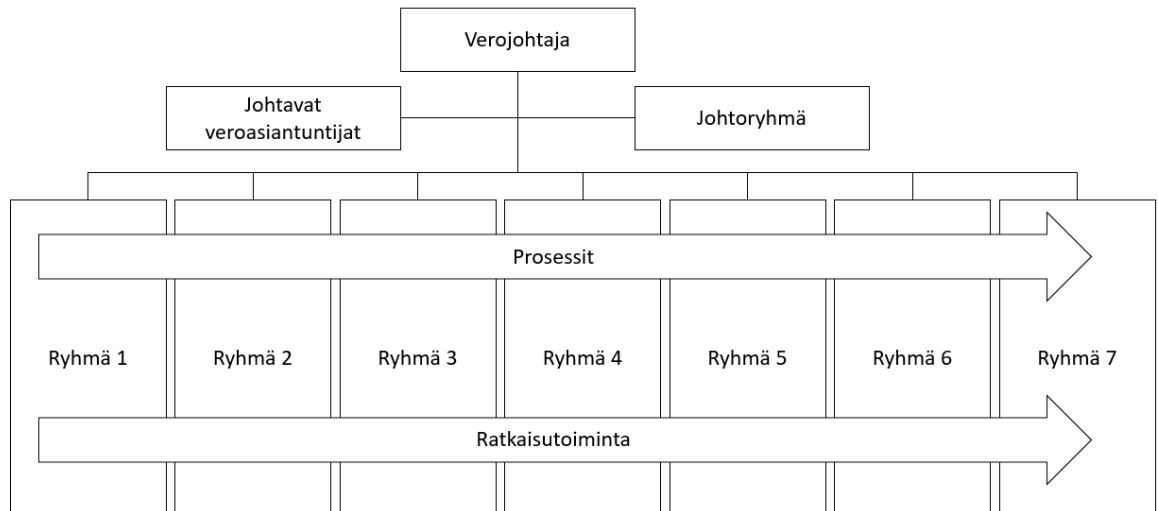 Verojohtaja
Johtavat
veroasiantuntijat
Johtoryhmä
Prosessit
Ryhmä 1
Ryhmä 2
Ryhmä 3
Ryhmä 4
Ryhmä 5
Ryhmä 6
Ryhmä 7
Ratkaisutoiminta